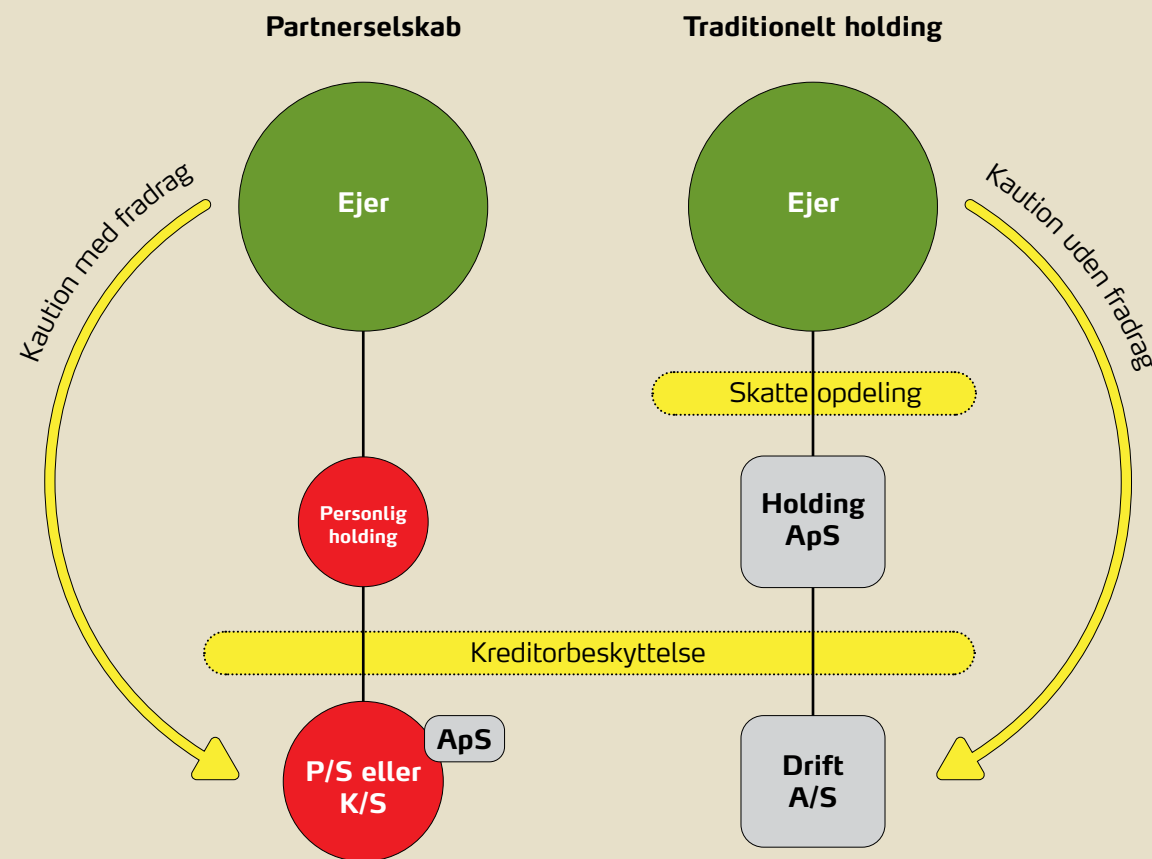 Partnerselskab
Traditionelt holding
Ejer
Ejer
Kaution med fradrag
Kaution uden fradrag
Skatte opdeling
Personlig
holding
Holding
ApS
Kreditorbeskyttelse
ApS
P/S eller
K/S
Drift
A/S